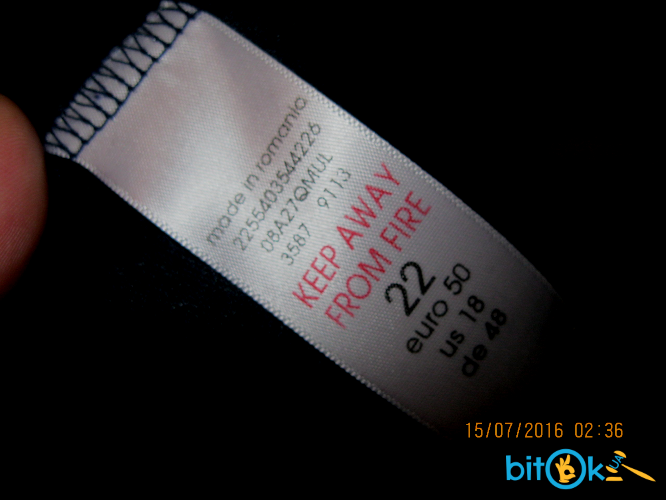 made in romania
2255403544226
08A27QMUL
3587 9113
KEEP AWAY
FROM FIRE
22
euro 50
us 18
de 48
15/07/2016 02:36
bitOk UA